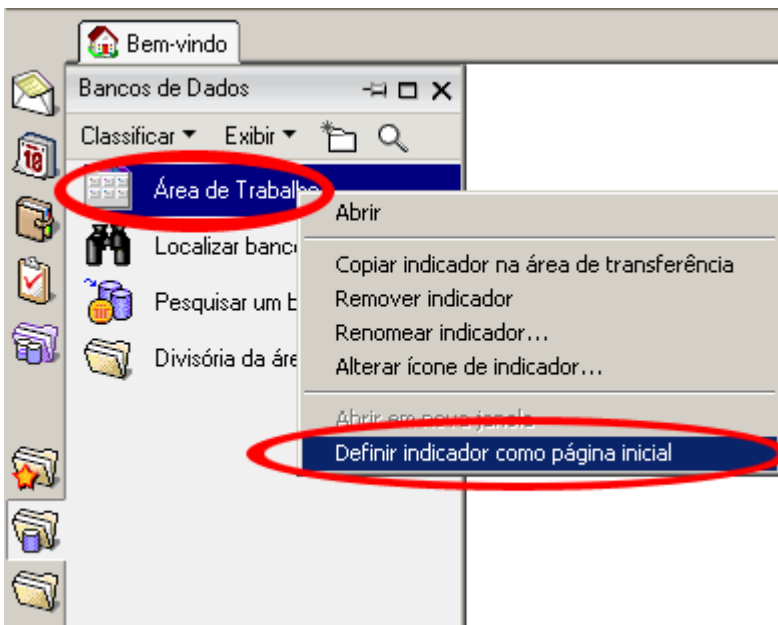 Bem-vindo
Bancos de Dados
Classificar Exibir
18
Área de Trabalho
Localizar banc
Pesquisar um b
Divisória da áre
Abrir
Copiar indicador na área de transferência
Remover indicador
Renomear indicador...
Alterar ícone de indicador...
Abrir em nova janela
Definir indicador como página inicial